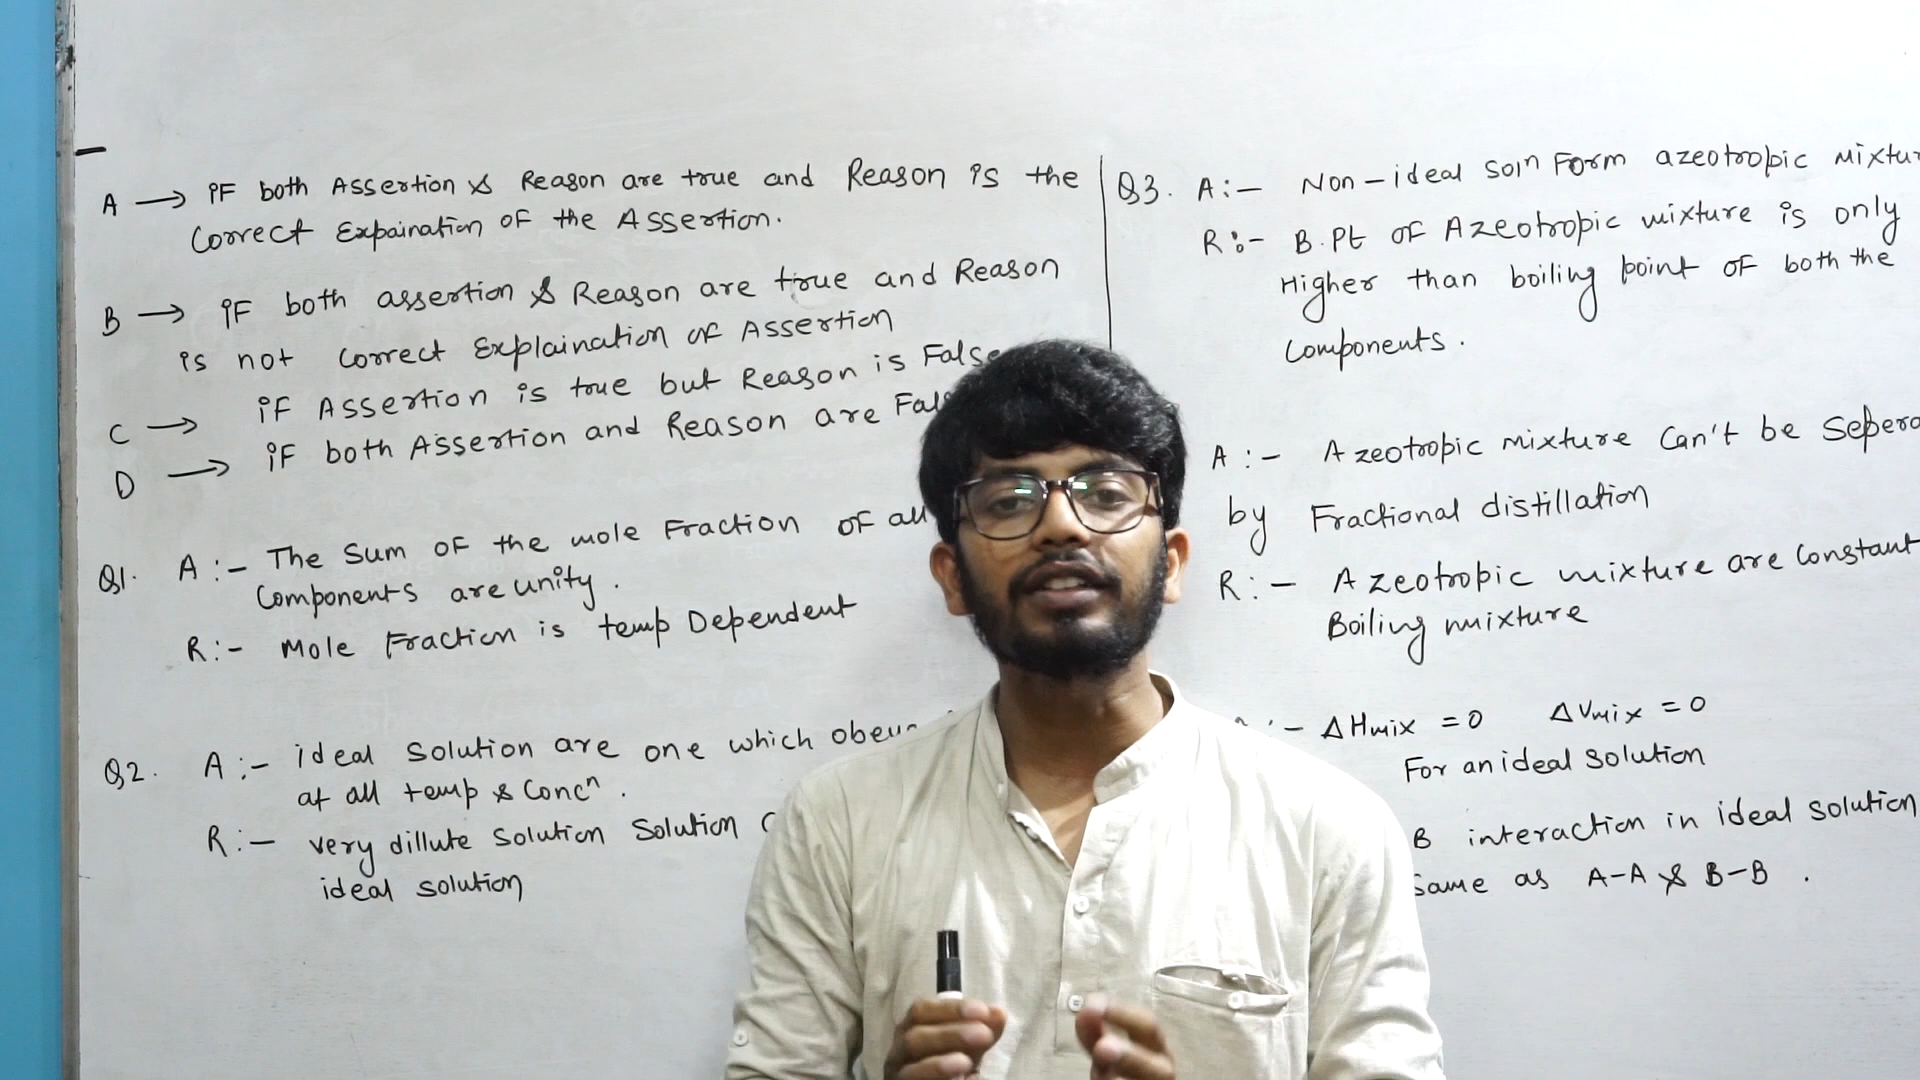 A → iF both Assertion & Reason are true and Reason is the
Correct Expaination of the Assertion.
B → iF both assertion & Reason are true and Reason
is not Correct Explaination of Assertion
C → iF Assertion is true but Reason is False
D → iF both Assertion and Reason are
Q1. A :- The Sum of the mole Fraction of all
Components are unity.
R:- Mole Fraction is temp Dependent
Q2. A :- ideal Solution are one which
at all temp & Concⁿ.
R:- very dillute Solution Solution
ideal solution
Q3. A:- Non-ideal Solⁿ Form azeotropic
R:- B.Pt of Azeotropic mixture is only
Higher than boiling point of both the
Components.
A:- Azeotropic mixture Can't be
by Fractional distillation
R:- Azeotropic mixture are Constant
Boiling mixture
:- ΔHmix = 0 ΔVmix = 0
For an ideal Solution
B interaction in ideal solution
Same as A-A & B-B.